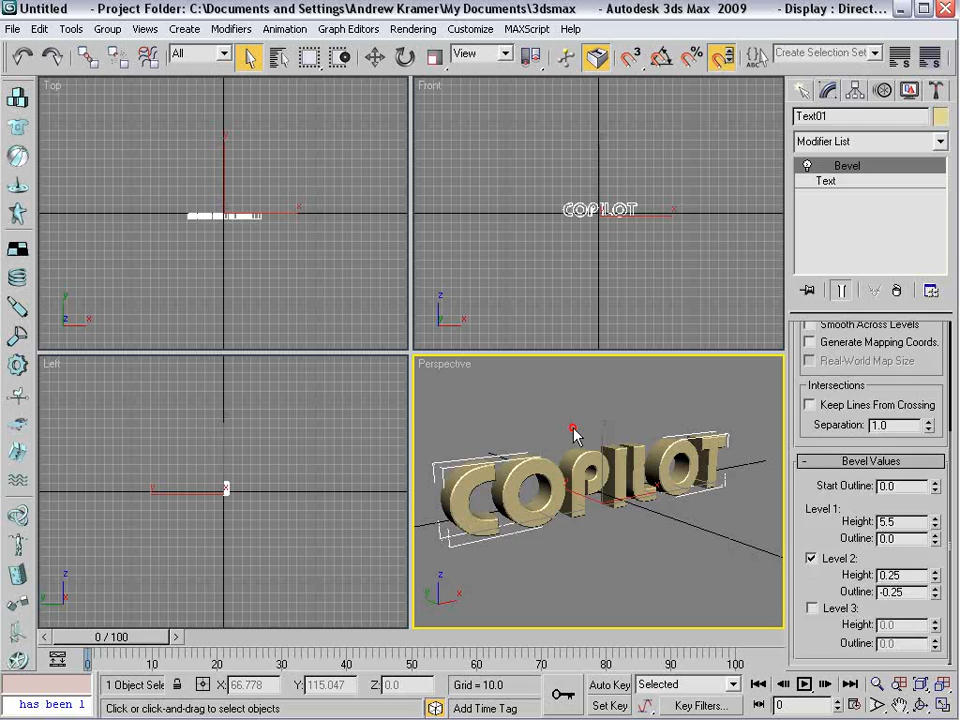 Untitled - Project Folder: C:\Documents and Settings\Andrew Kramer\My Documents\3dsmax - Autodesk 3ds Max 2009 - Display : Direct...
File Edit Tools Group Views Create Modifiers Animation Graph Editors Rendering Customize MAXScript Help
All View Create Selection Set
Top
Front
COPILOT
Left
Perspective
COPILOT
Text01
Modifier List
Bevel
Text
Smooth Across Levels
Generate Mapping Coords.
Real-World Map Size
Intersections
Keep Lines From Crossing
Separation: 1.0
- Bevel Values
Start Outline: 0.0
Level 1:
Height: 5.5
Outline: 0.0
Level 2:
Height: 0.25
Outline: -0.25
Level 3:
Height: 0.0
Outline: 0.0
< 0 / 100 >
0 10 20 30 40 50 60 70 80 90 100
1 Object Sele X: 66.778 Y: 115.047 Z: 0.0 Grid = 10.0 Auto Key Selected
has been l Click or click-and-drag to select objects Add Time Tag Set Key Key Filters... 0